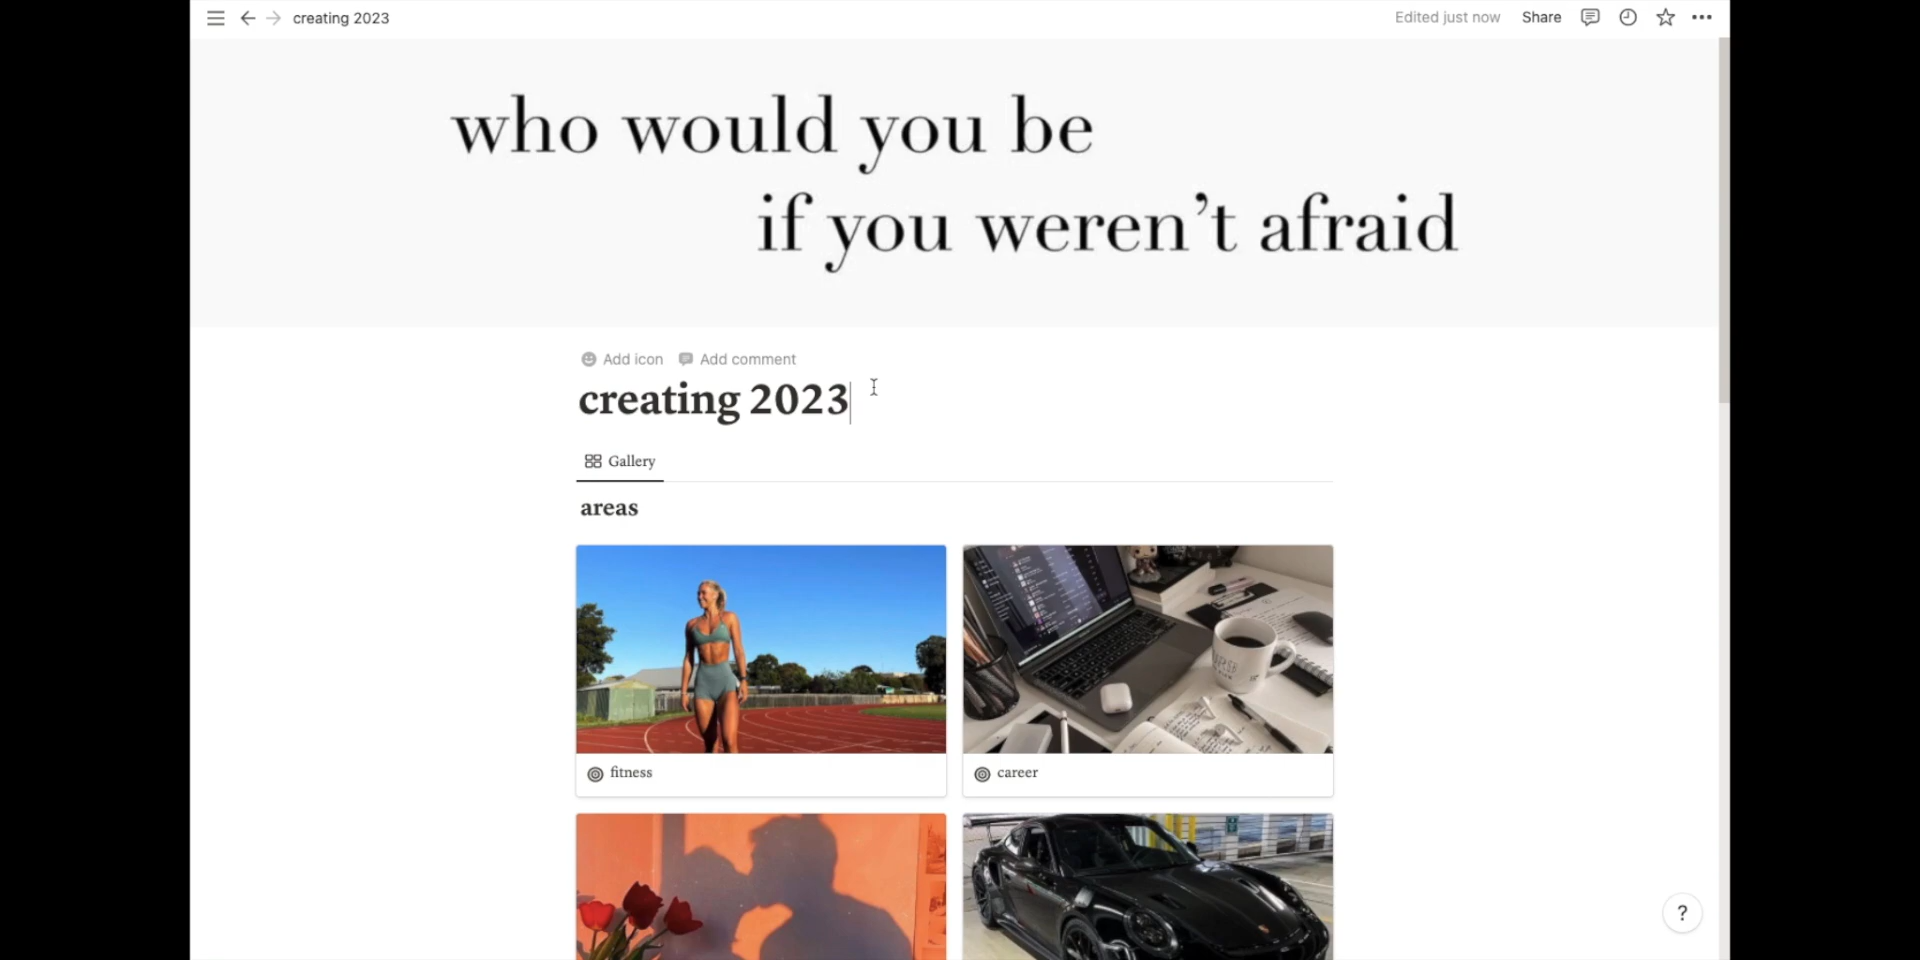 creating 2023
Edited just now
Share
who would you be
if you weren't afraid
Add icon
Add comment
creating 2023
Gallery
areas
fitness
career
?